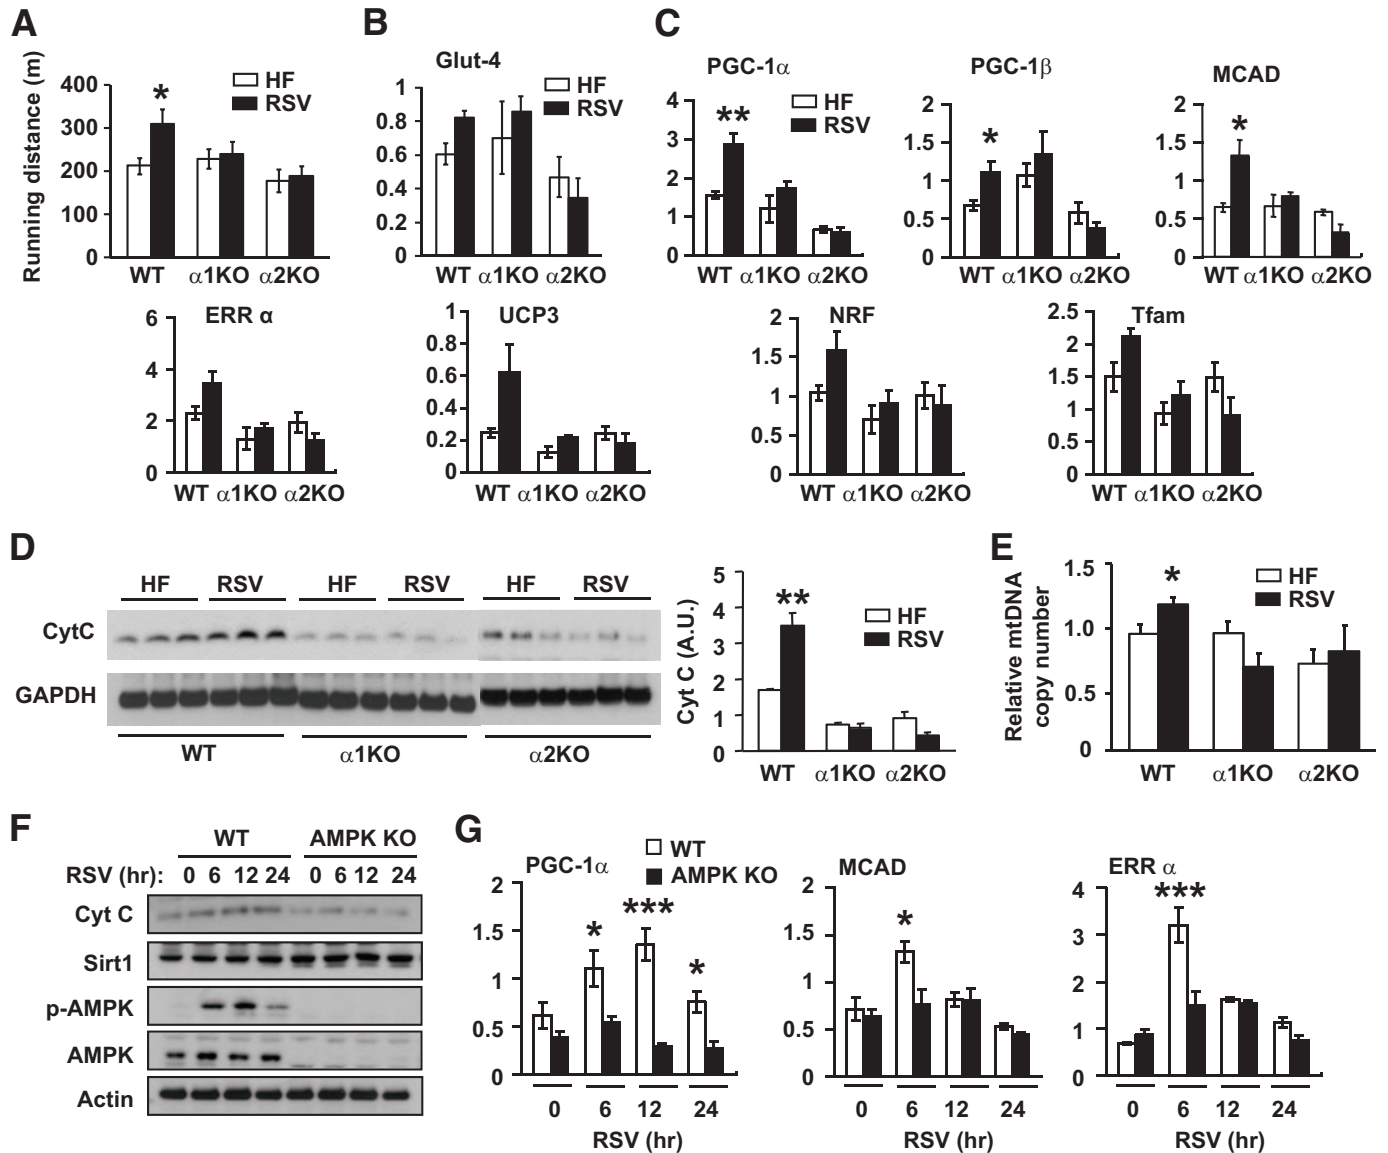 A
B
C
Running distance (m)
400
300
200
100
0
*
HF
RSV
WT α1KO α2KO
Glut-4
1
0.8
0.6
0.4
0.2
0
HF
RSV
WT α1KO α2KO
PGC-1α
4
3
2
1
0
**
HF
RSV
WT α1KO α2KO
PGC-1β
2
1.5
1
0.5
0
*
WT α1KO α2KO
MCAD
2
1.5
1
0.5
0
*
WT α1KO α2KO
ERR α
6
4
2
0
WT α1KO α2KO
UCP3
1
0.8
0.6
0.4
0.2
0
WT α1KO α2KO
NRF
2
1.5
1
0.5
0
WT α1KO α2KO
Tfam
2.5
2
1.5
1
0.5
0
WT α1KO α2KO
D
HF RSV HF RSV HF RSV
CytC
GAPDH
WT α1KO α2KO
Cyt C (A.U.)
5
4
3
2
1
0
**
HF
RSV
WT α1KO α2KO
E
Relative mtDNA
copy number
1.5
1.0
0.5
0
*
HF
RSV
WT α1KO α2KO
F
WT AMPK KO
RSV (hr): 0 6 12 24 0 6 12 24
Cyt C
Sirt1
p-AMPK
AMPK
Actin
G
WT
AMPK KO
PGC-1α
2
1.5
1
0.5
0
* *** *
0 6 12 24
RSV (hr)
MCAD
2
1.5
1
0.5
0
*
0 6 12 24
RSV (hr)
ERR α
4
3
2
1
0
***
0 6 12 24
RSV (hr)